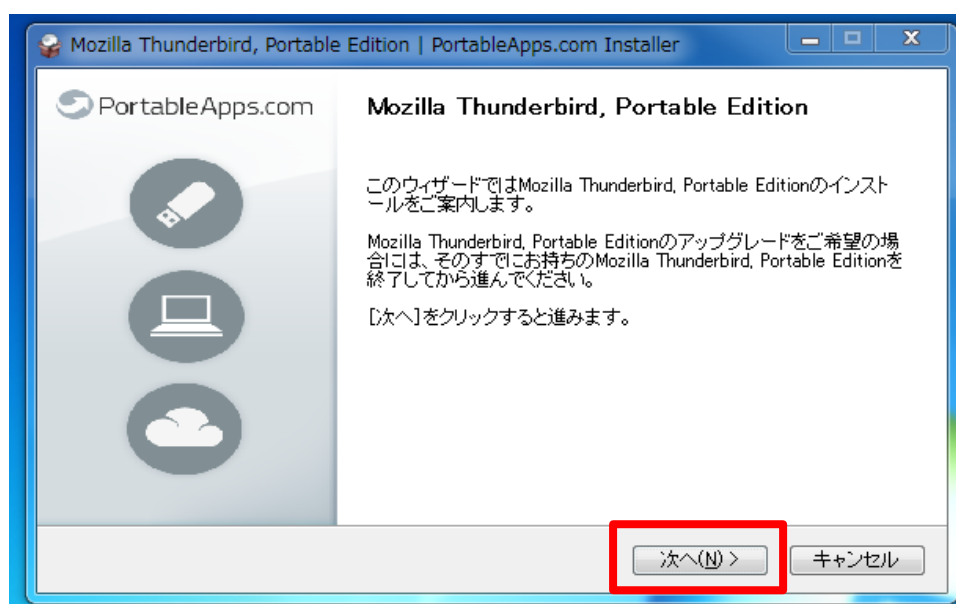 Mozilla Thunderbird, Portable Edition | PortableApps.com Installer
PortableApps.com
Mozilla Thunderbird, Portable Edition
このウィザードではMozilla Thunderbird, Portable Editionのインスト
ールをご案内します。
Mozilla Thunderbird, Portable Editionのアップグレードをご希望の場
合には、そのすでにお持ちのMozilla Thunderbird, Portable Editionを
終了してから進んでください。
[次へ]をクリックすると進みます。
次へ(N) >
キャンセル